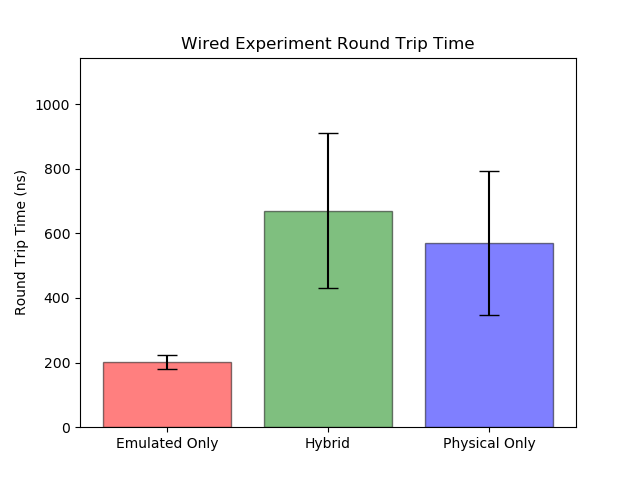 Wired Experiment Round Trip Time
Round Trip Time (ns)
1000
800
600
400
200
0
Emulated Only
Hybrid
Physical Only